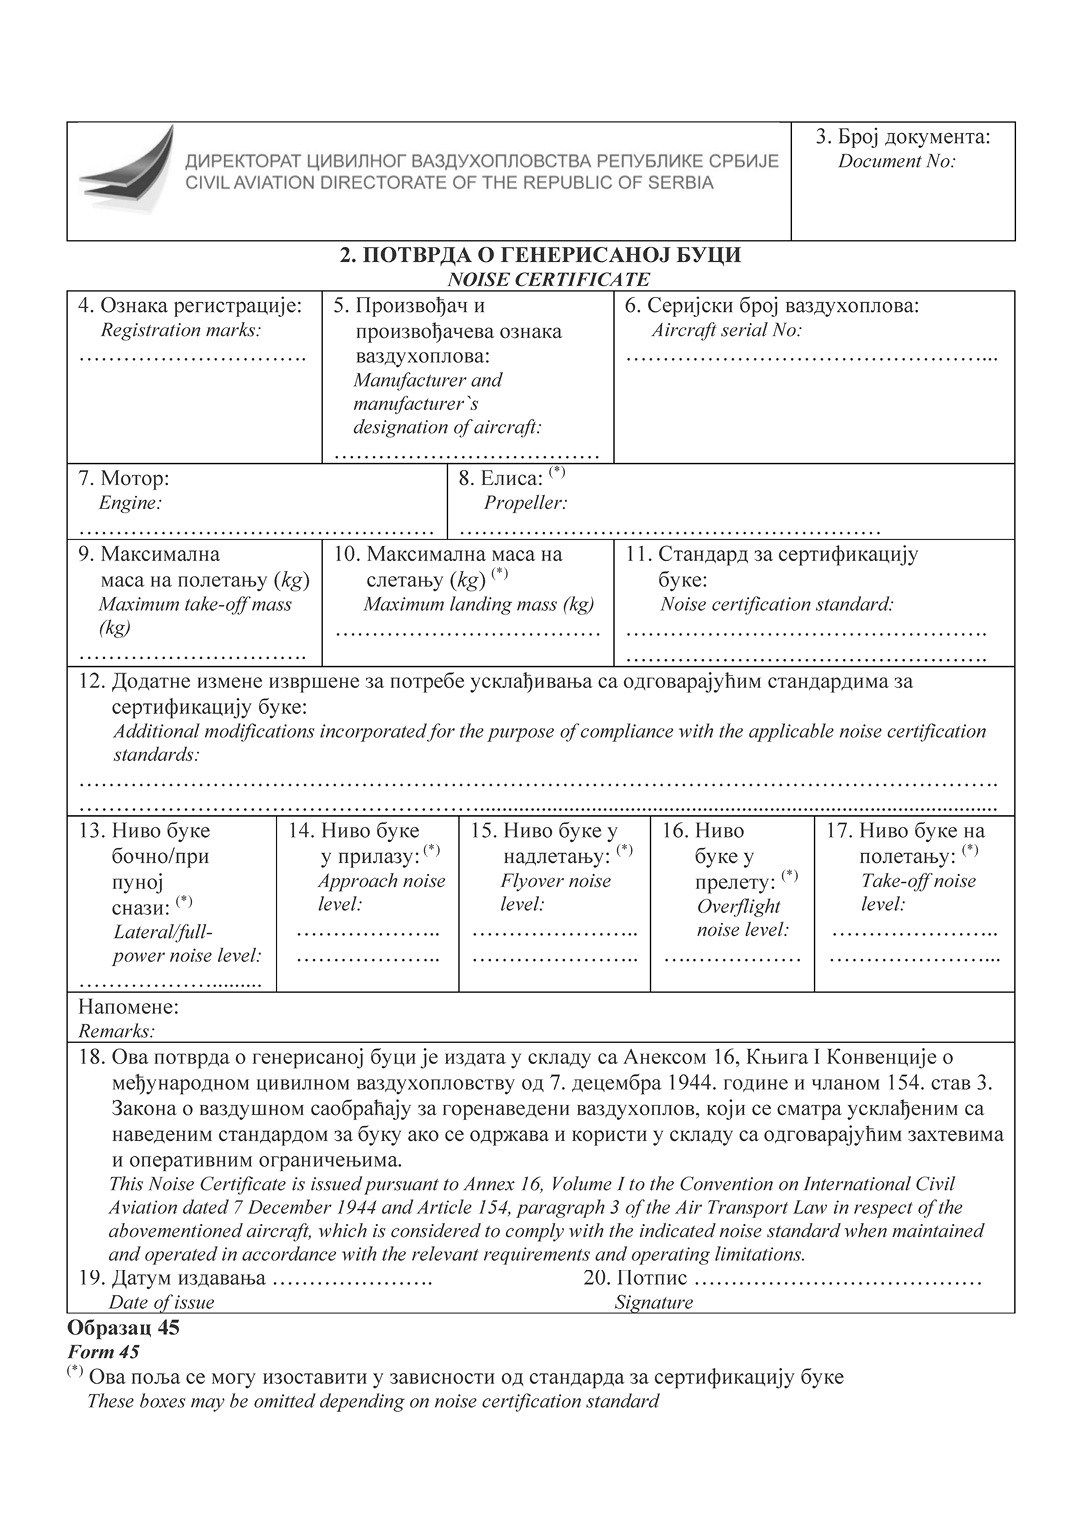 ДИРЕКТОРАТ ЦИВИЛНОГ ВАЗДУХОПЛОВСТВА РЕПУБЛИКЕ СРБИЈЕ
CIVIL AVIATION DIRECTORATE OF THE REPUBLIC OF SERBIA
3. Број документа:
Document No:
2. ПОТВРДА О ГЕНЕРИСАНОЈ БУЦИ
NOISE CERTIFICATE
4. Ознака регистрације:
Registration marks:
………………………….
5. Произвођач и
произвођачева ознака
ваздухоплова:
Manufacturer and
manufacturer`s
designation of aircraft:
………………………………
6. Серијски број ваздухоплова:
Aircraft serial No:
…………………………………………...
7. Мотор:
Engine:
…………………………………………
8. Елиса: (*)
Propeller:
…………………………………………………
9. Максимална
маса на полетању (kg)
Maximum take-off mass
(kg)
………………………….
10. Максимална маса на
слетању (kg) (*)
Maximum landing mass (kg)
………………………………
11. Стандард за сертификацију
буке:
Noise certification standard:
………………………………………….
………………………………………….
12. Додатне измене извршене за потребе усклађивања са одговарајућим стандардима за
сертификацију буке:
Additional modifications incorporated for the purpose of compliance with the applicable noise certification
standards:
…………………………………………………………………………………………………………….
………………………………………………...............................................................................................
13. Ниво буке
бочно/при
пуној
снази: (*)
Lateral/full-
power noise level:
……………….........
14. Ниво буке
у прилазу: (*)
Approach noise
level:
………………..
………………..
15. Ниво буке у
надлетању: (*)
Flyover noise
level:
…………………..
…………………..
16. Ниво
буке у
прелету: (*)
Overflight
noise level:
….……………
17. Ниво буке на
полетању: (*)
Take-off noise
level:
…………………..
…………………...
Напомене:
Remarks:
18. Ова потврда о генерисаној буци је издата у складу са Анексом 16, Књига I Конвенције о
међународном цивилном ваздухопловству од 7. децембра 1944. године и чланом 154. став 3.
Закона о ваздушном саобраћају за горенаведени ваздухоплов, који се сматра усклађеним са
наведеним стандардом за буку ако се одржава и користи у складу са одговарајућим захтевима
и оперативним ограничењима.
This Noise Certificate is issued pursuant to Annex 16, Volume I to the Convention on International Civil
Aviation dated 7 December 1944 and Article 154, paragraph 3 of the Air Transport Law in respect of the
abovementioned aircraft, which is considered to comply with the indicated noise standard when maintained
and operated in accordance with the relevant requirements and operating limitations.
19. Датум издавања ………………….
Date of issue
20. Потпис …………………………………
Signature
Образац 45
Form 45
(*) Ова поља се могу изоставити у зависности од стандарда за сертификацију буке
These boxes may be omitted depending on noise certification standard